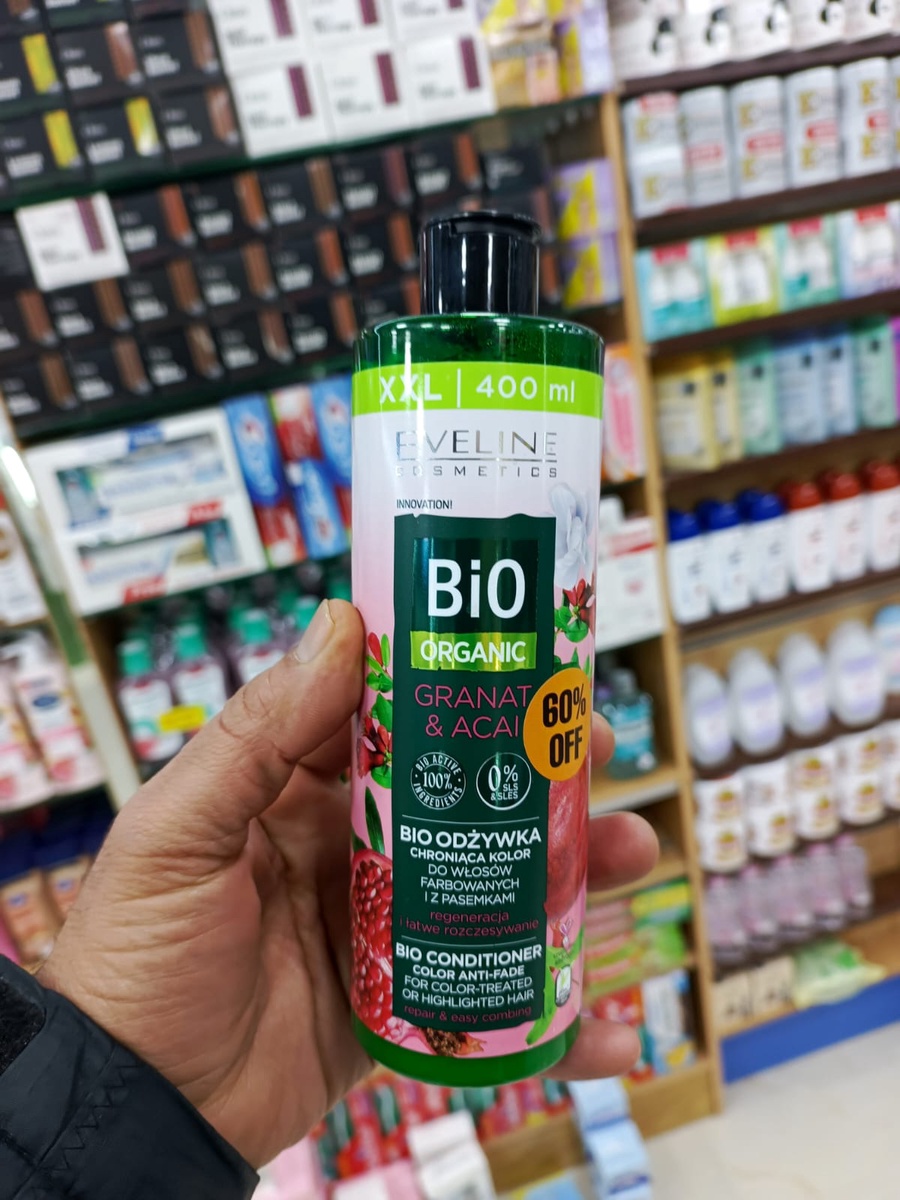 XXL | 400 ml
EVELINE
COSMETICS
INNOVATION!
BiO
ORGANIC
GRANAT
& ACAI
60%
OFF
BIO ACTIVE
100%
INGREDIENTS
0%
SLS
& SLES
BIO ODŻYWKA
CHRONIĄCA KOLOR
DO WŁOSÓW
FARBOWANYCH
I Z PASEMKAMI
regeneracja
i łatwe rozczesywanie
BIO CONDITIONER
COLOR ANTI-FADE
FOR COLOR-TREATED
OR HIGHLIGHTED HAIR
repair & easy combing